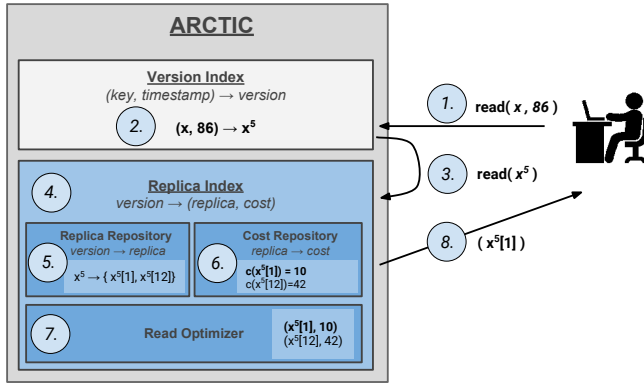 ARCTIC
Version Index
(key, timestamp) → version
2. (x, 86) → x⁵
1. read( x , 86 )
3. read( x⁵ )
4. Replica Index
version → (replica, cost)
Replica Repository
version → replica
5. x⁵ → { x⁵[1], x⁵[12]}
Cost Repository
replica → cost
6. c(x⁵[1]) = 10
c(x⁵[12])=42
8. ( x⁵[1] )
7. Read Optimizer
(x⁵[1], 10)
(x⁵[12], 42)